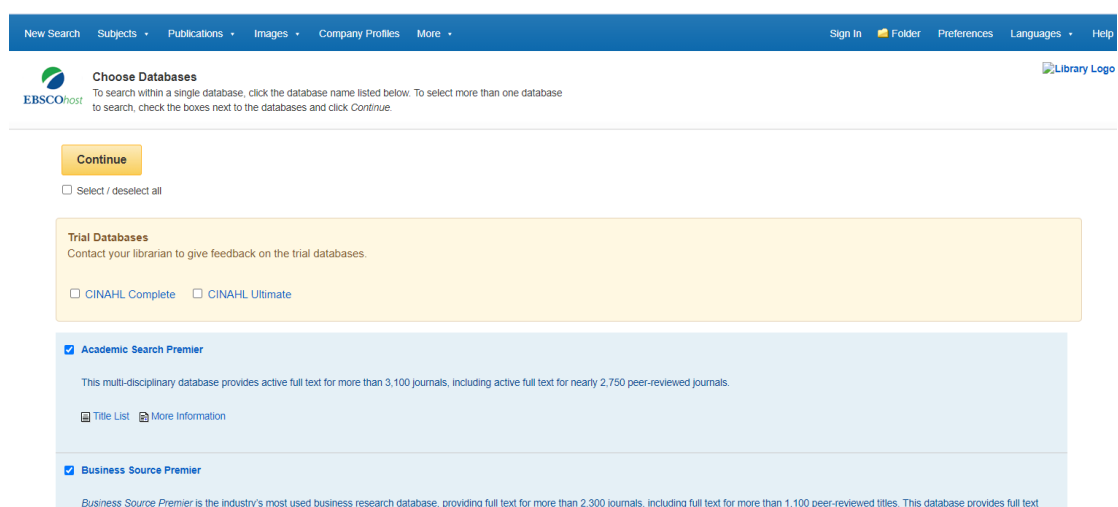 New Search Subjects Publications Images Company Profiles More Sign In Folder Preferences Languages Help
Library Logo
EBSCOhost
Choose Databases
To search within a single database, click the database name listed below. To select more than one database
to search, check the boxes next to the databases and click Continue.
Continue
Select / deselect all
Trial Databases
Contact your librarian to give feedback on the trial databases.
CINAHL Complete CINAHL Ultimate
Academic Search Premier
This multi-disciplinary database provides active full text for more than 3,100 journals, including active full text for nearly 2,750 peer-reviewed journals.
Title List More Information
Business Source Premier
Business Source Premier is the industry's most used business research database, providing full text for more than 2,300 journals, including full text for more than 1,100 peer-reviewed titles. This database provides full text